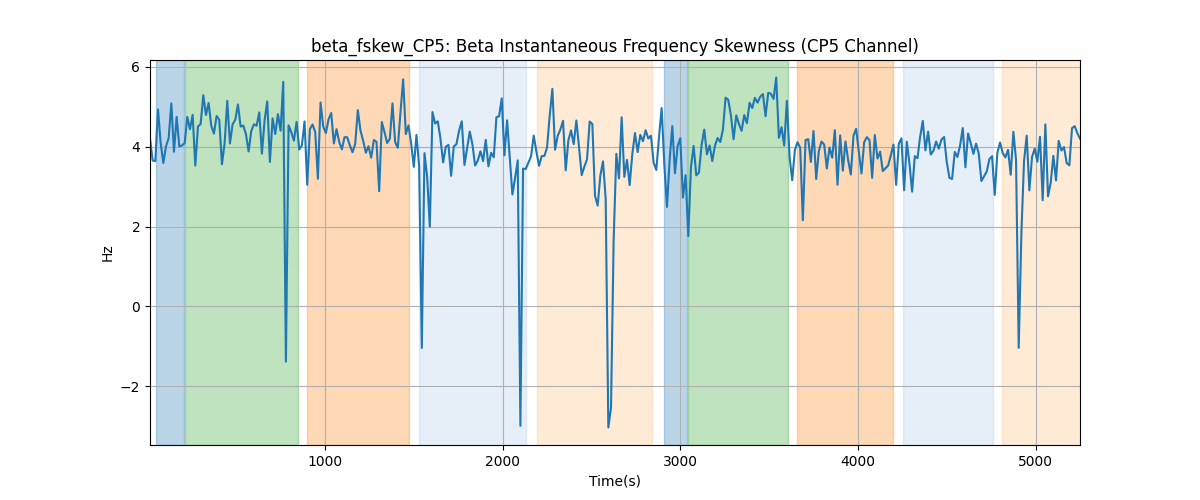 beta_fskew_CP5: Beta Instantaneous Frequency Skewness (CP5 Channel)
6
4
2
0
−2
Hz
1000 2000 3000 4000 5000
Time(s)